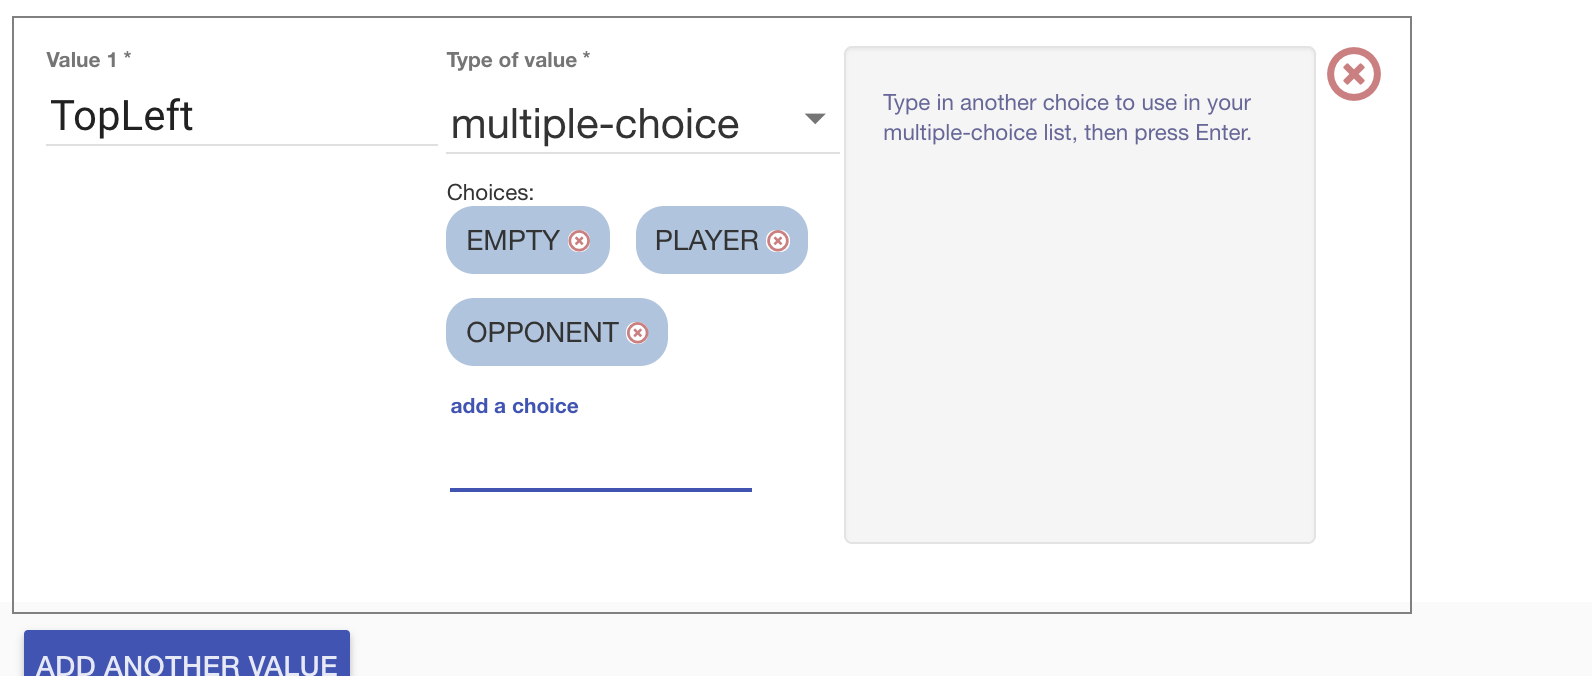 Value 1 *
TopLeft
Type of value *
multiple-choice
Choices:
EMPTY
PLAYER
OPPONENT
add a choice
Type in another choice to use in your
multiple-choice list, then press Enter.
ADD ANOTHER VALUE